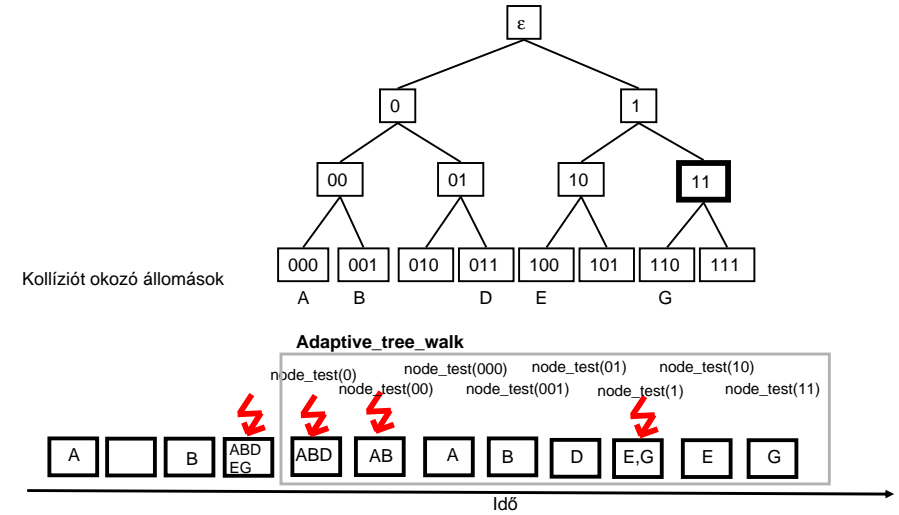 ε
0 1
00 01 10 11
000 001 010 011 100 101 110 111
Kollíziót okozó állomások
A B D E G
Adaptive_tree_walk
node_test(0) node_test(000) node_test(01) node_test(10)
node_test(00) node_test(001) node_test(1) node_test(11)
A B ABD ABD AB A B D E,G E G
EG
Idő